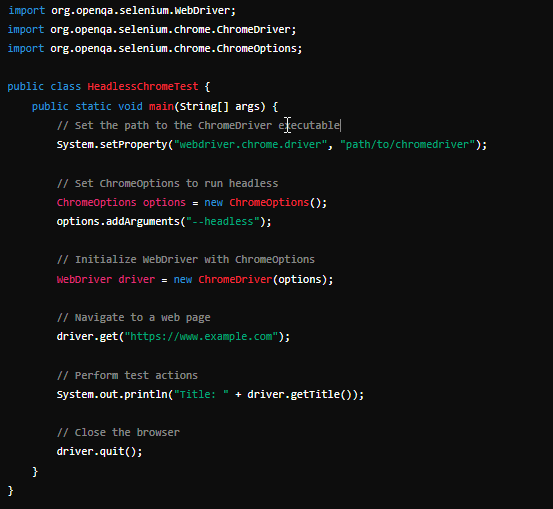 import org.openqa.selenium.WebDriver;
import org.openqa.selenium.chrome.ChromeDriver;
import org.openqa.selenium.chrome.ChromeOptions;

public class HeadlessChromeTest {
    public static void main(String[] args) {
        // Set the path to the ChromeDriver executable
        System.setProperty("webdriver.chrome.driver", "path/to/chromedriver");

        // Set ChromeOptions to run headless
        ChromeOptions options = new ChromeOptions();
        options.addArguments("--headless");

        // Initialize WebDriver with ChromeOptions
        WebDriver driver = new ChromeDriver(options);

        // Navigate to a web page
        driver.get("https://www.example.com");

        // Perform test actions
        System.out.println("Title: " + driver.getTitle());

        // Close the browser
        driver.quit();
    }
}